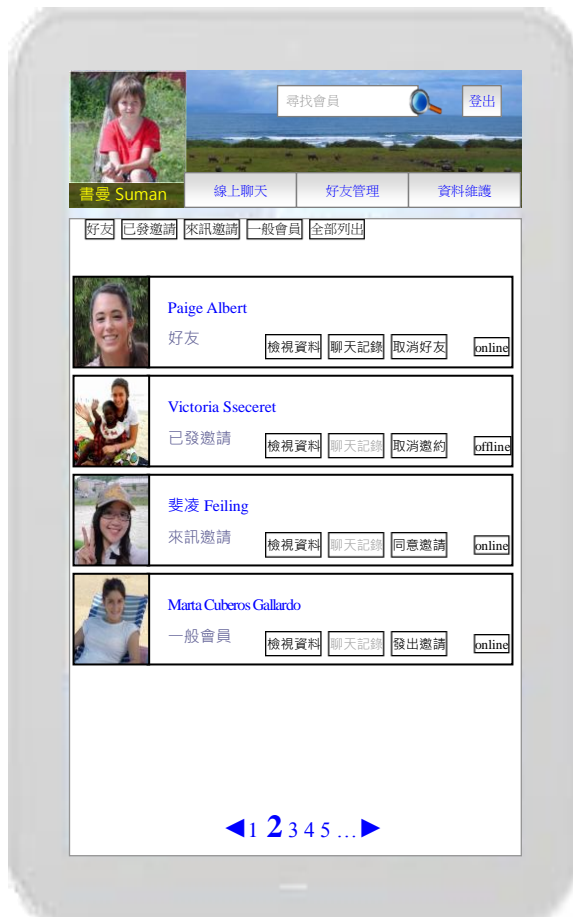 尋找會員
登出
書曼 Suman
線上聊天 好友管理 資料維護
好友 已發邀請 來訊邀請 一般會員 全部列出
Paige Albert
好友
檢視資料 聊天記錄 取消好友 online
Victoria Sseceret
已發邀請
檢視資料 聊天記錄 取消邀約 offline
斐凌 Feiling
來訊邀請
檢視資料 聊天記錄 同意邀請 online
Marta Cuberos Gallardo
一般會員
檢視資料 聊天記錄 發出邀請 online
◀1 2 3 4 5 …▶